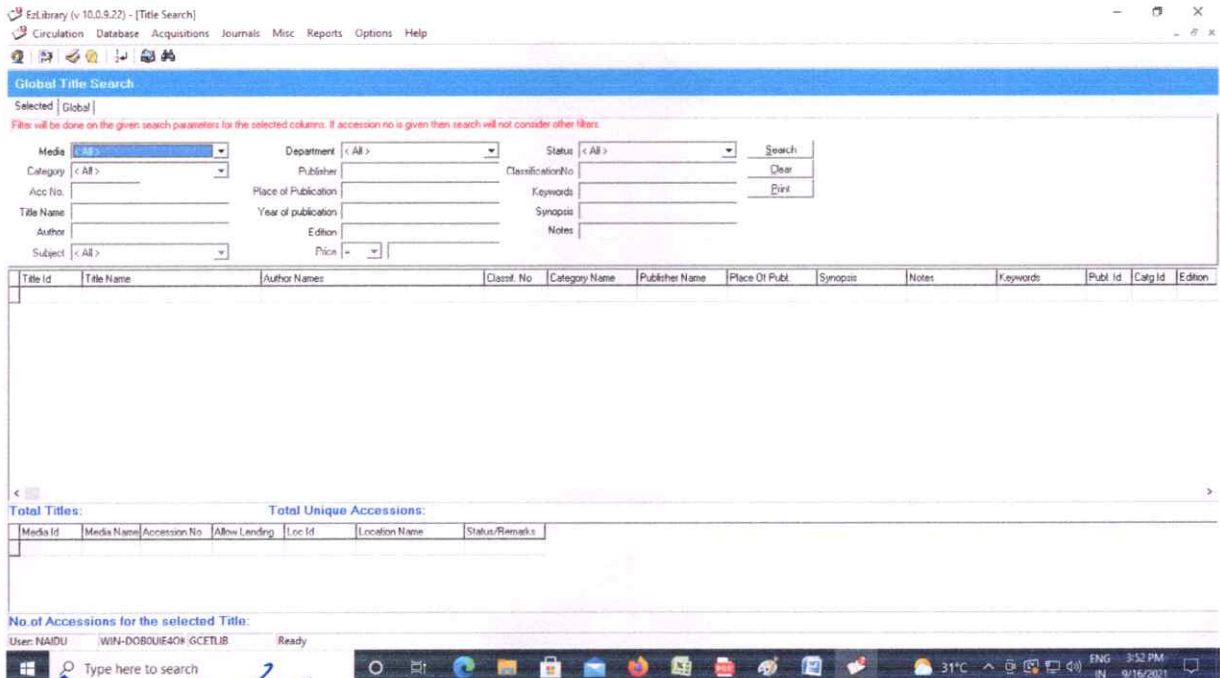 EzLibrary (v 10.0.9.22) - [Title Search]
Circulation Database Acquisitions Journals Misc Reports Options Help
Global Title Search
Selected Global
Filter will be done on the given search parameters for the selected columns. If accession no is given then search will not consider other filters.
Media < All > Department < All > Status < All > Search
Category < All > Publisher ClassificationNo Clear
Acc No. Place of Publication Keywords Print
Title Name Year of publication Synopsis
Author Edition Notes
Subject < All > Price =
Title Id Title Name Author Names Classif. No Category Name Publisher Name Place Of Publ. Synopsis Notes Keywords Publ. Id Catg Id Edition
Total Titles: Total Unique Accessions:
Media Id Media Name Accession No Allow Lending Loc Id Location Name Status/Remarks
No.of Accessions for the selected Title:
User: NAIDU GCETLIB Ready
Type here to search 31°C ENG 3:52 PM
IN 9/16/2021